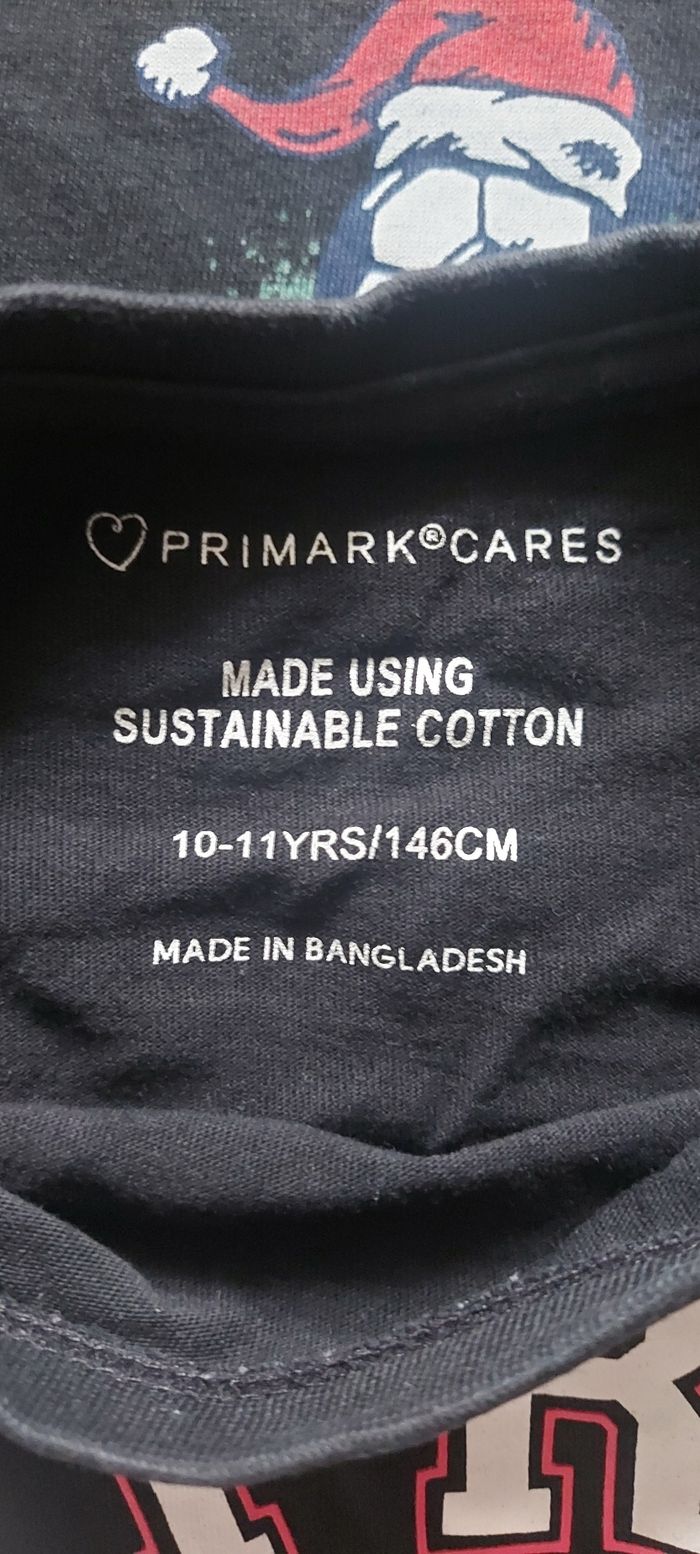 PRIMARK®CARES
MADE USING
SUSTAINABLE COTTON
10-11YRS/146CM
MADE IN BANGLADESH